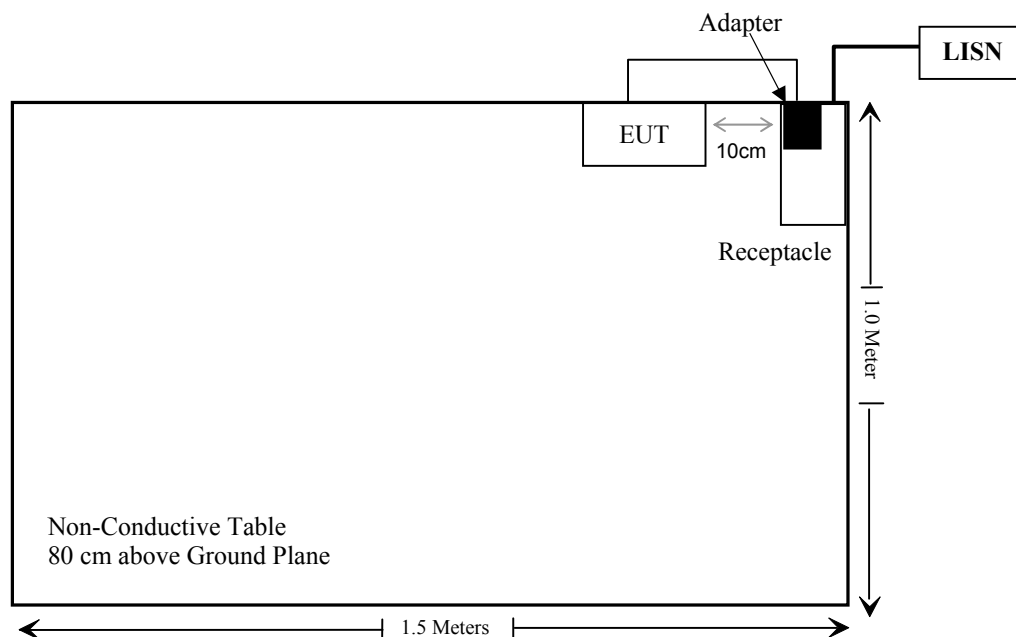 Adapter
LISN
EUT
10cm
Receptacle
1.0 Meter
Non-Conductive Table
80 cm above Ground Plane
1.5 Meters